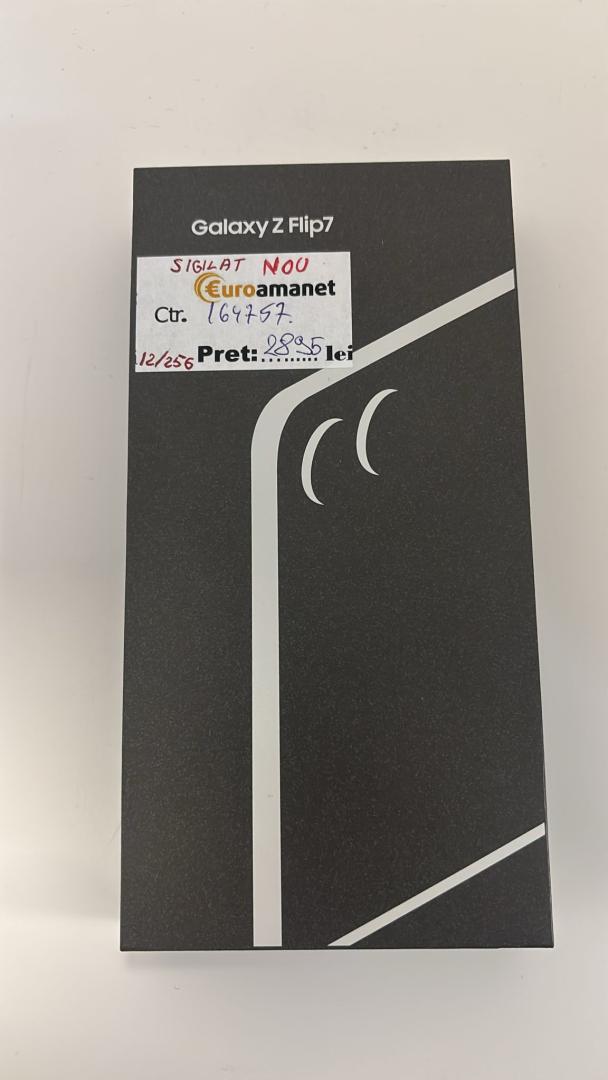 Galaxy Z Flip7
SIGILAT NOU
€uroamanet
Ctr. 164757.
12/256 Pret: 2895 lei